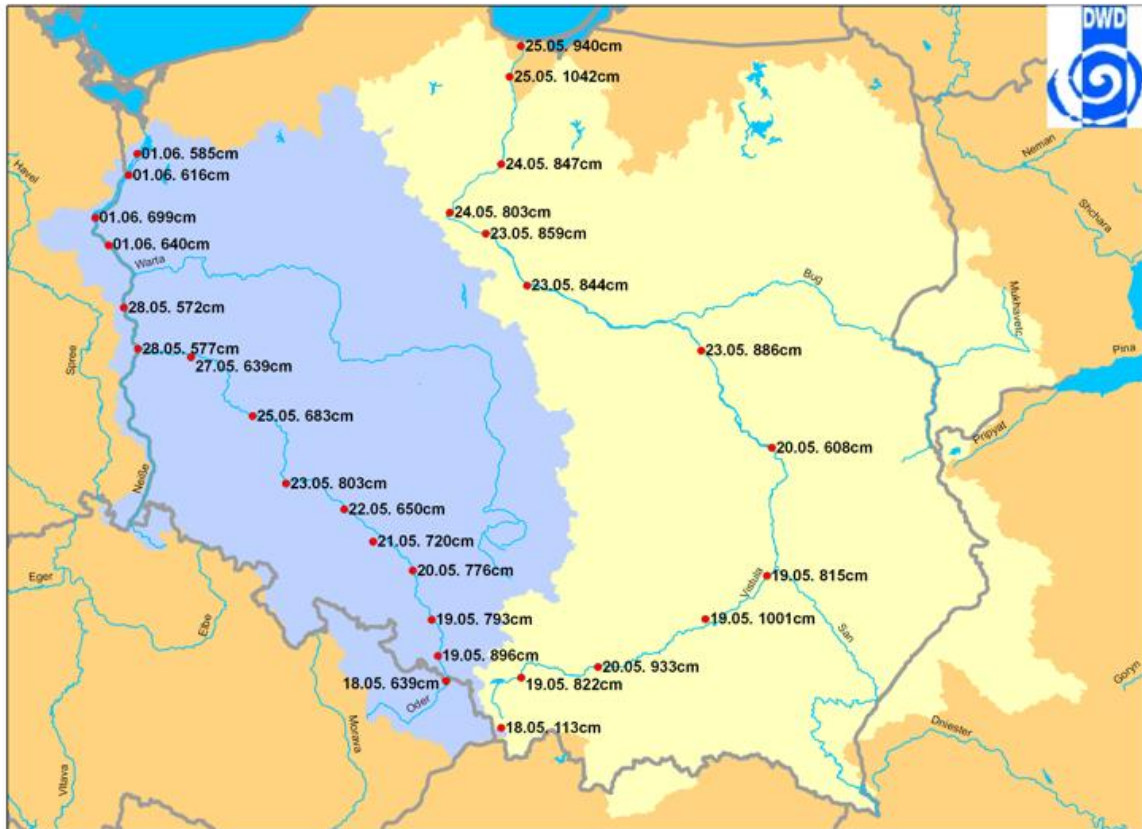 DWD
25.05. 940cm
25.05. 1042cm
Neman
01.06. 585cm
24.05. 847cm
Havel
01.06. 616cm
Shchara
01.06. 699cm
24.05. 803cm
23.05. 859cm
01.06. 640cm
Warta
Bug
23.05. 844cm
Mukhavetc
28.05. 572cm
Spree
28.05. 577cm
27.05. 639cm
23.05. 886cm
Pina
25.05. 683cm
Pripyat
20.05. 608cm
Neiße
23.05. 803cm
22.05. 650cm
21.05. 720cm
20.05. 776cm
Eger
Elbe
Vistula
19.05. 815cm
19.05. 793cm
19.05. 1001cm
San
19.05. 896cm
20.05. 933cm
18.05. 639cm
19.05. 822cm
Goryn
Oder
18.05. 113cm
Morava
Dniester
Vltava